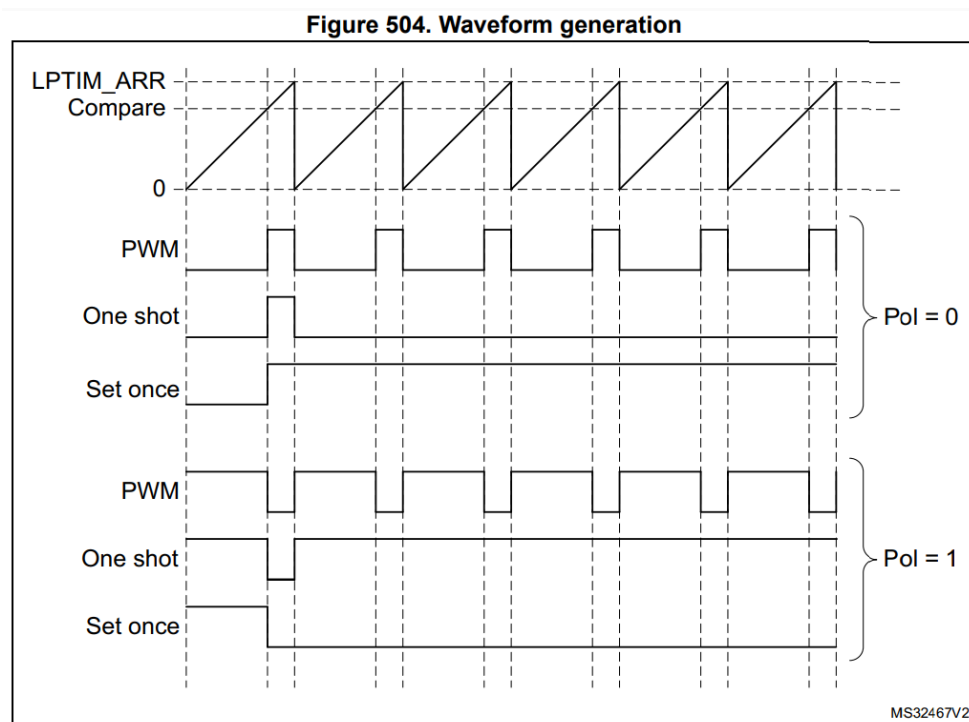 Figure 504. Waveform generation
LPTIM_ARR
Compare
0
PWM
One shot
Pol = 0
Set once
PWM
One shot
Pol = 1
Set once
MS32467V2